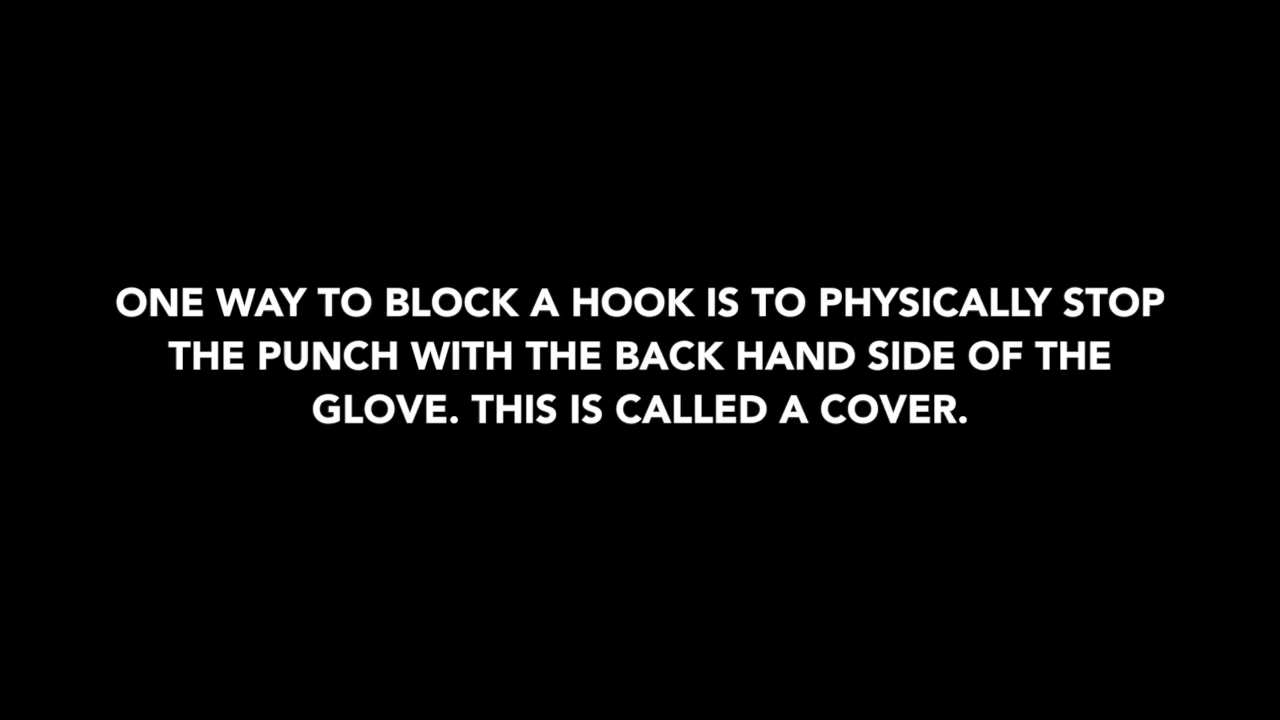 ONE WAY TO BLOCK A HOOK IS TO PHYSICALLY STOP
THE PUNCH WITH THE BACK HAND SIDE OF THE
GLOVE. THIS IS CALLED A COVER.